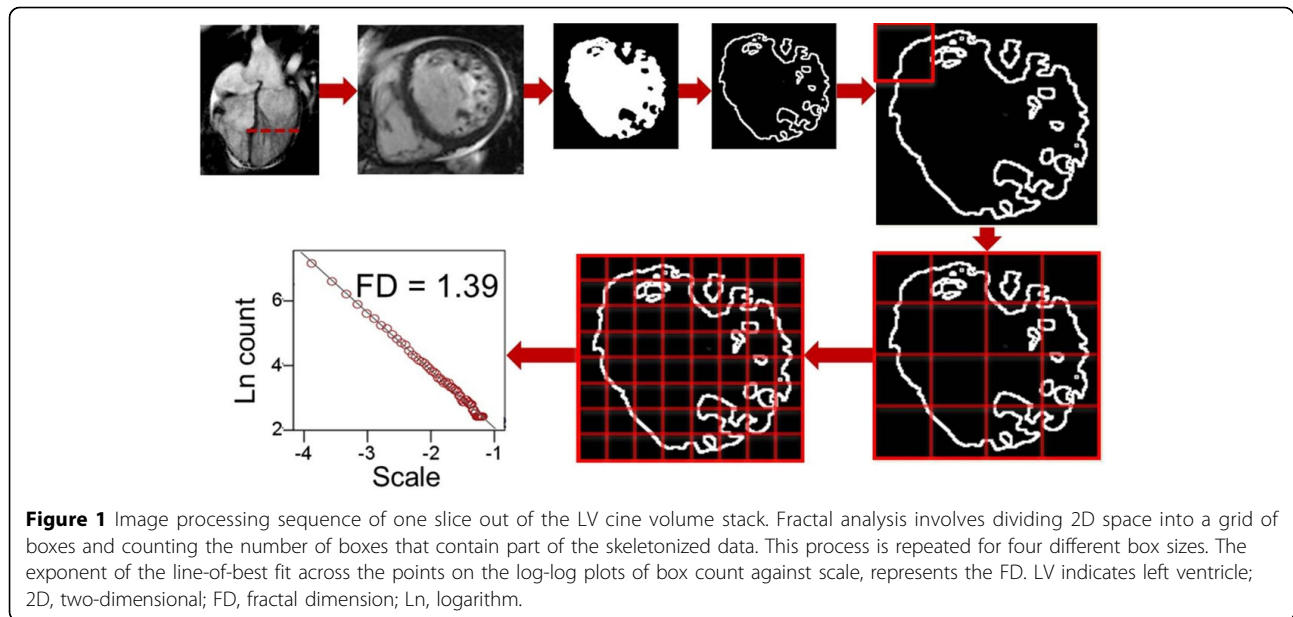 FD = 1.39
Ln count
6
4
2
-4 -3 -2 -1
Scale
Figure 1 Image processing sequence of one slice out of the LV cine volume stack. Fractal analysis involves dividing 2D space into a grid of
boxes and counting the number of boxes that contain part of the skeletonized data. This process is repeated for four different box sizes. The
exponent of the line-of-best fit across the points on the log-log plots of box count against scale, represents the FD. LV indicates left ventricle;
2D, two-dimensional; FD, fractal dimension; Ln, logarithm.